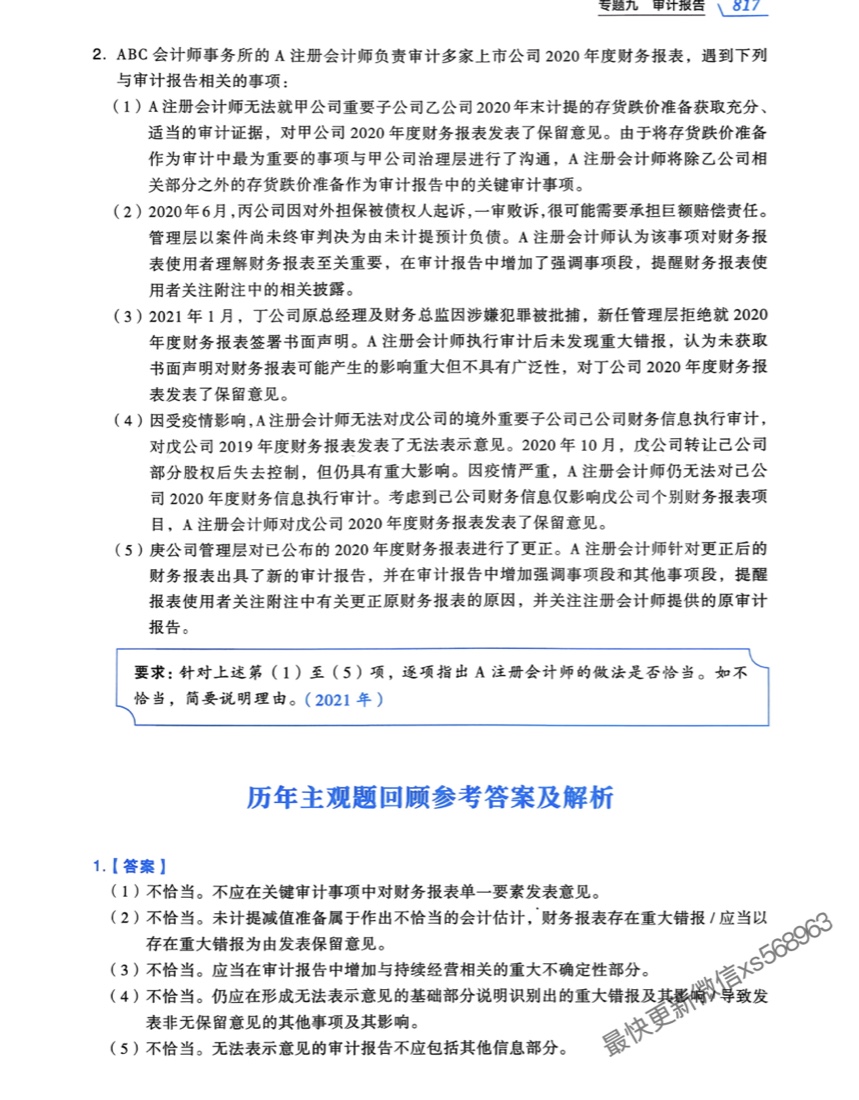 专题九 审计报告 817
2. ABC 会计师事务所的 A 注册会计师负责审计多家上市公司 2020 年度财务报表，遇到下列
与审计报告相关的事项：
（1）A 注册会计师无法就甲公司重要子公司乙公司 2020 年末计提的存货跌价准备获取充分、
适当的审计证据，对甲公司 2020 年度财务报表发表了保留意见。由于将存货跌价准备
作为审计中最为重要的事项与甲公司治理层进行了沟通，A 注册会计师将除乙公司相
关部分之外的存货跌价准备作为审计报告中的关键审计事项。
（2）2020 年 6 月，丙公司因对外担保被债权人起诉，一审败诉，很可能需要承担巨额赔偿责任。
管理层以案件尚未终审判决为由未计提预计负债。A 注册会计师认为该事项对财务报
表使用者理解财务报表至关重要，在审计报告中增加了强调事项段，提醒财务报表使
用者关注附注中的相关披露。
（3）2021 年 1 月，丁公司原总经理及财务总监因涉嫌犯罪被批捕，新任管理层拒绝就 2020
年度财务报表签署书面声明。A 注册会计师执行审计后未发现重大错报，认为未获取
书面声明对财务报表可能产生的影响重大但不具有广泛性，对丁公司 2020 年度财务报
表发表了保留意见。
（4）因受疫情影响，A 注册会计师无法对戊公司的境外重要子公司己公司财务信息执行审计，
对戊公司 2019 年度财务报表发表了无法表示意见。2020 年 10 月，戊公司转让己公司
部分股权后失去控制，但仍具有重大影响。因疫情严重，A 注册会计师仍无法对己公
司 2020 年度财务信息执行审计。考虑到己公司财务信息仅影响戊公司个别财务报表项
目，A 注册会计师对戊公司 2020 年度财务报表发表了保留意见。
（5）庚公司管理层对已公布的 2020 年度财务报表进行了更正。A 注册会计师针对更正后的
财务报表出具了新的审计报告，并在审计报告中增加强调事项段和其他事项段，提醒
报表使用者关注附注中有关更正原财务报表的原因，并关注注册会计师提供的原审计
报告。
要求：针对上述第（1）至（5）项，逐项指出 A 注册会计师的做法是否恰当。如不
恰当，简要说明理由。（2021 年）
历年主观题回顾参考答案及解析
1.【答案】
（1）不恰当。不应在关键审计事项中对财务报表单一要素发表意见。
（2）不恰当。未计提减值准备属于作出不恰当的会计估计，财务报表存在重大错报 / 应当以
存在重大错报为由发表保留意见。
（3）不恰当。应当在审计报告中增加与持续经营相关的重大不确定性部分。
（4）不恰当。仍应在形成无法表示意见的基础部分说明识别出的重大错报及其影响 / 导致发
表非无保留意见的其他事项及其影响。
（5）不恰当。无法表示意见的审计报告不应包括其他信息部分。
最快更新微信xs568963